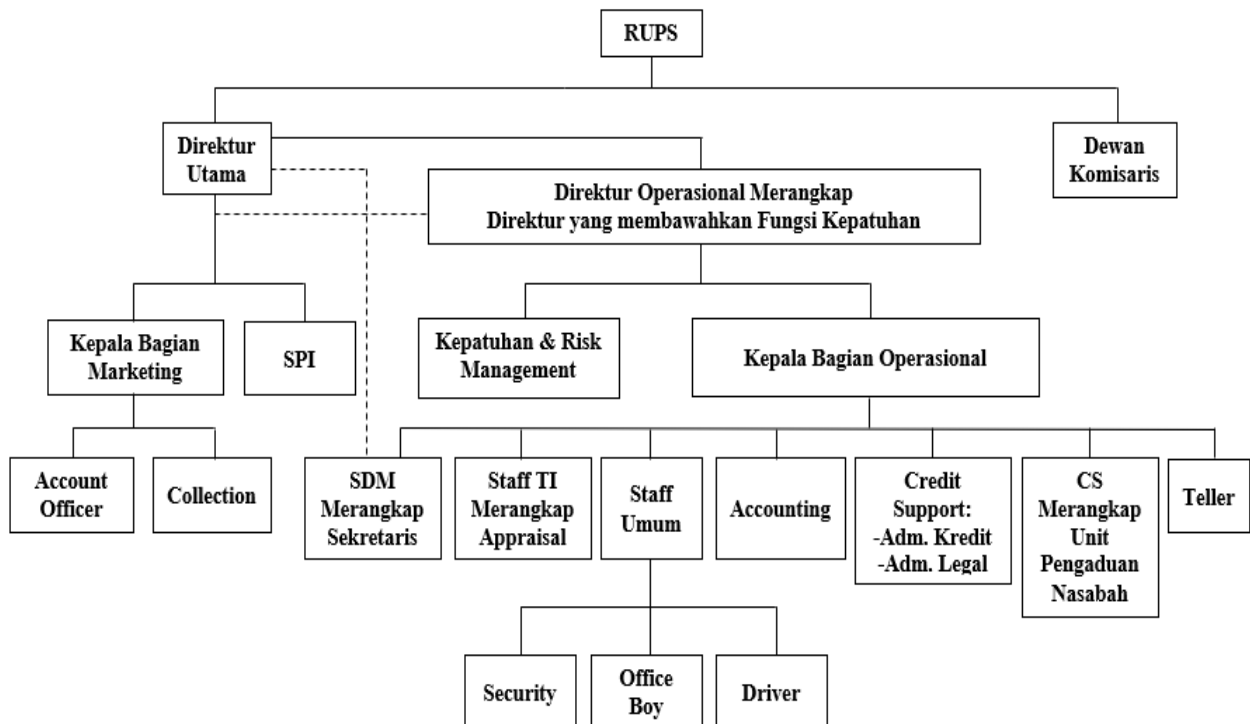 RUPS
Direktur
Utama
Dewan
Komisaris
Direktur Operasional Merangkap
Direktur yang membawahkan Fungsi Kepatuhan
Kepala Bagian
Marketing
SPI
Kepatuhan & Risk
Management
Kepala Bagian Operasional
Account
Officer
Collection
SDM
Merangkap
Sekretaris
Staff TI
Merangkap
Appraisal
Staff
Umum
Accounting
Credit
Support:
-Adm. Kredit
-Adm. Legal
CS
Merangkap
Unit
Pengaduan
Nasabah
Teller
Security
Office
Boy
Driver